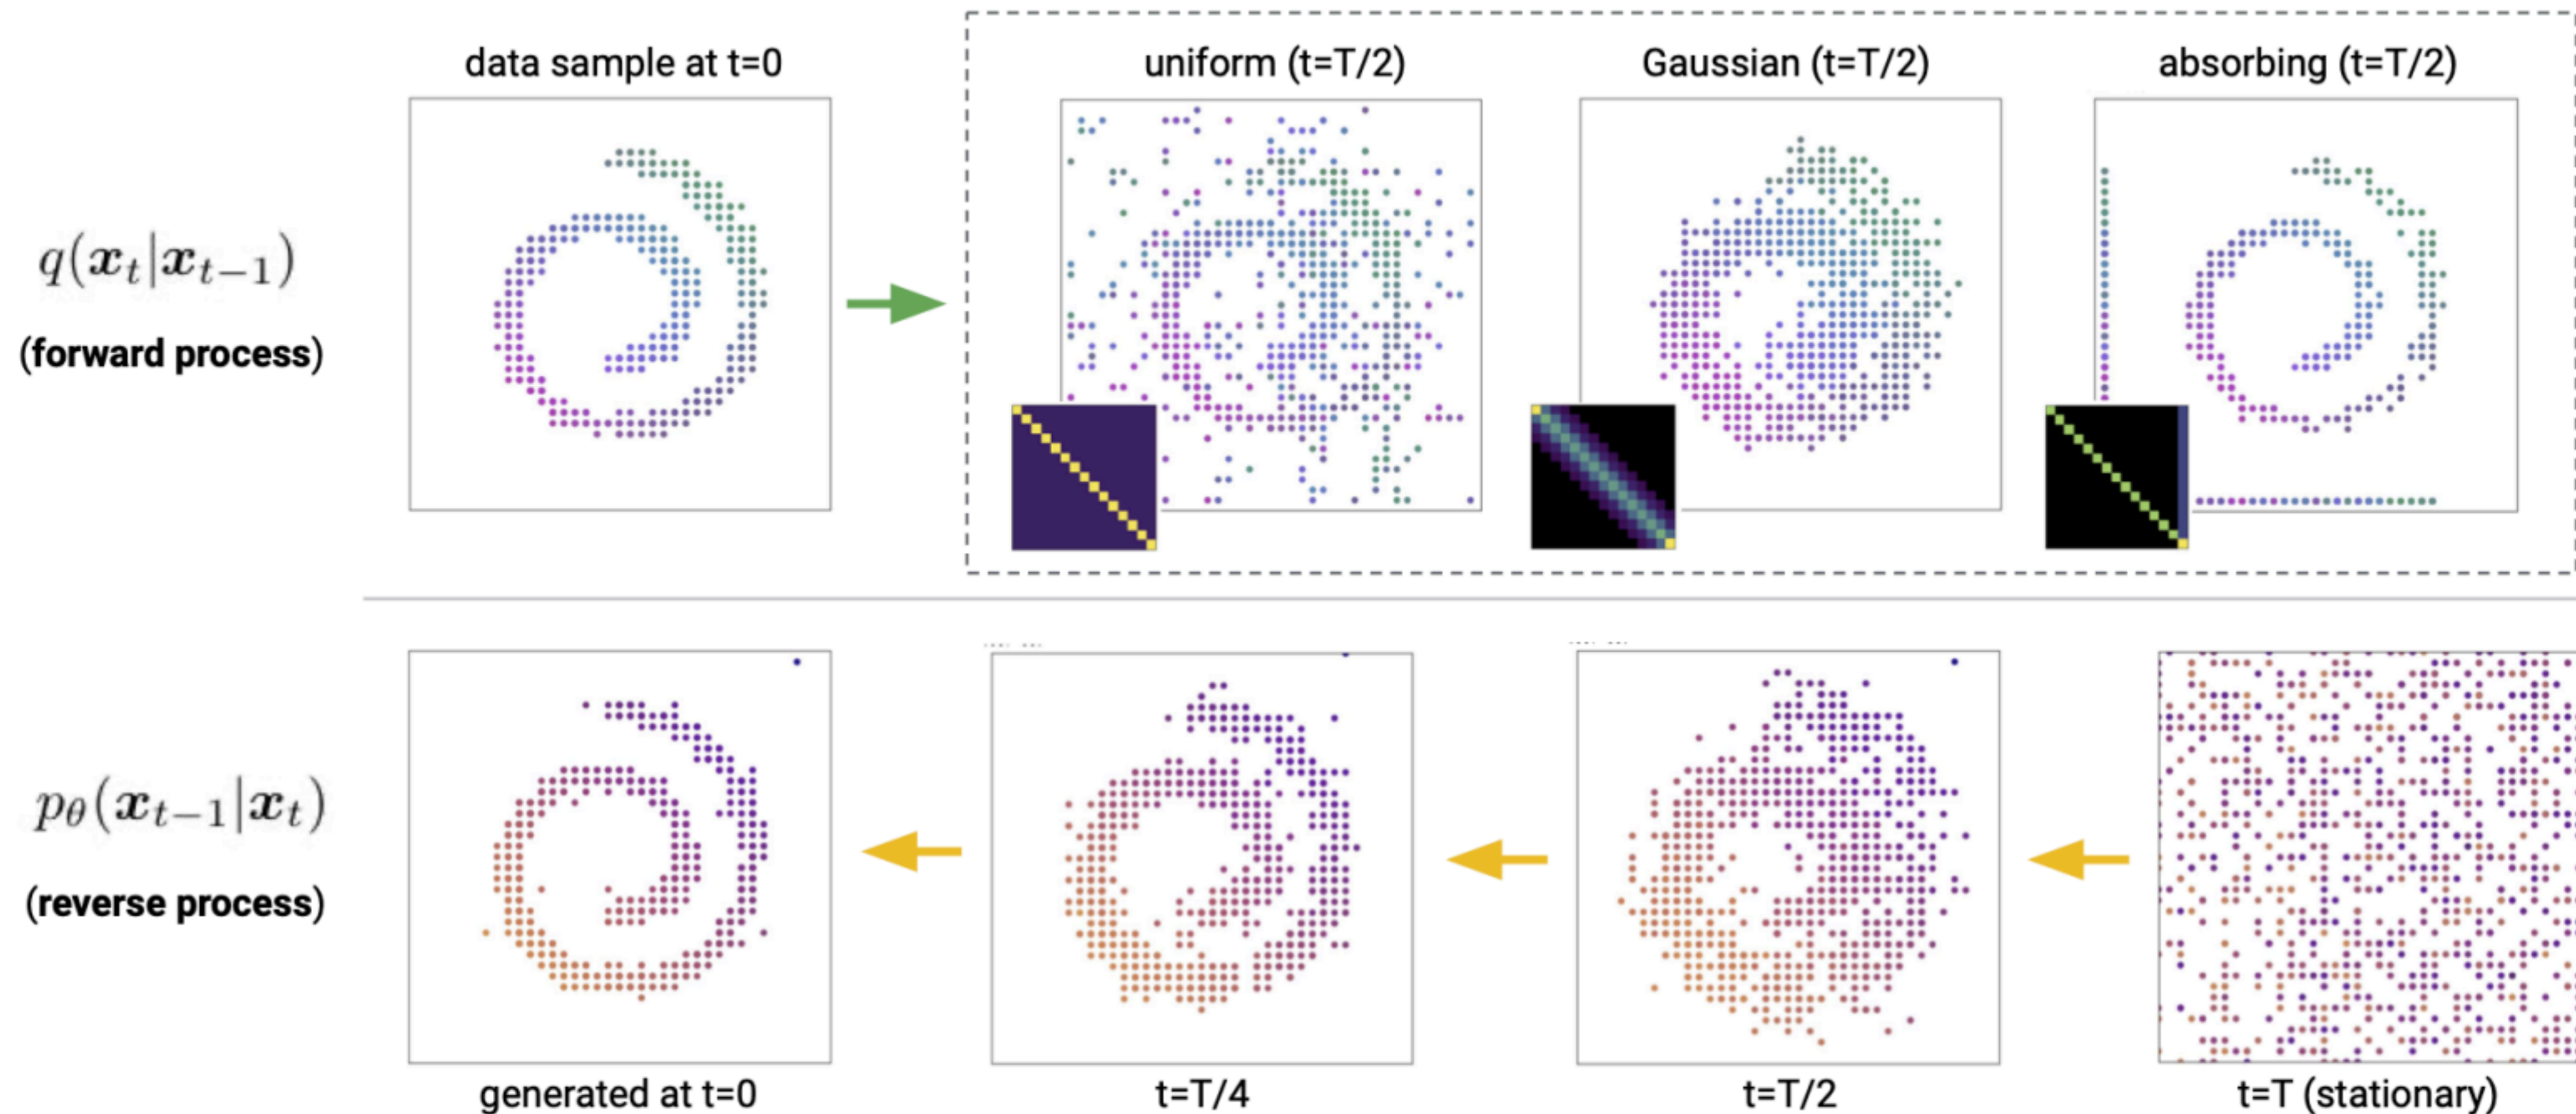 data sample at t=0
uniform (t=T/2)
Gaussian (t=T/2)
absorbing (t=T/2)
q(xₜ|xₜ₋₁)
(forward process)
pθ(xₜ₋₁|xₜ)
(reverse process)
generated at t=0
t=T/4
t=T/2
t=T (stationary)